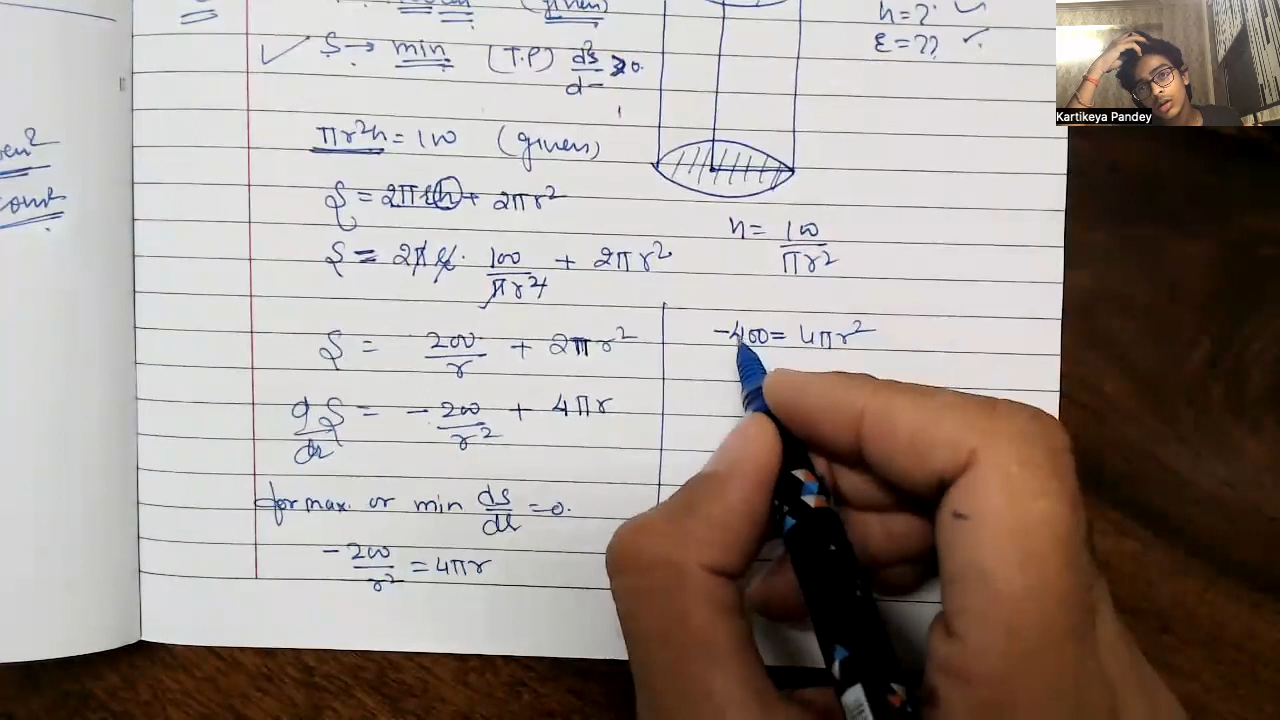 h=?
S → min (T.P) ds/d >0.
ε=??
Kartikeya Pandey
πr²h=100 (given)
S = 2πrh + 2πr²
h = 100/πr²
S = 2πr. 100/πr² + 2πr²
S = 200/r + 2πr²
-400 = 4πr²
dS/dr = -200/r² + 4πr
for max. or min ds/dr =0.
-200/r² = 4πr